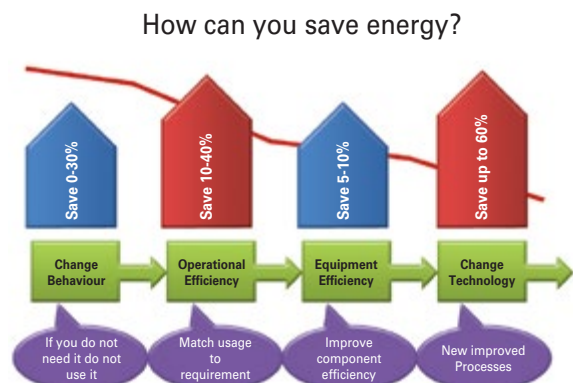 How can you save energy?
Save 0-30%
Save 10-40%
Save 5-10%
Save up to 60%
Change
Behaviour
Operational
Efficiency
Equipment
Efficiency
Change
Technology
If you do not
need it do not
use it
Match usage
to
requirement
Improve
component
efficiency
New improved
Processes